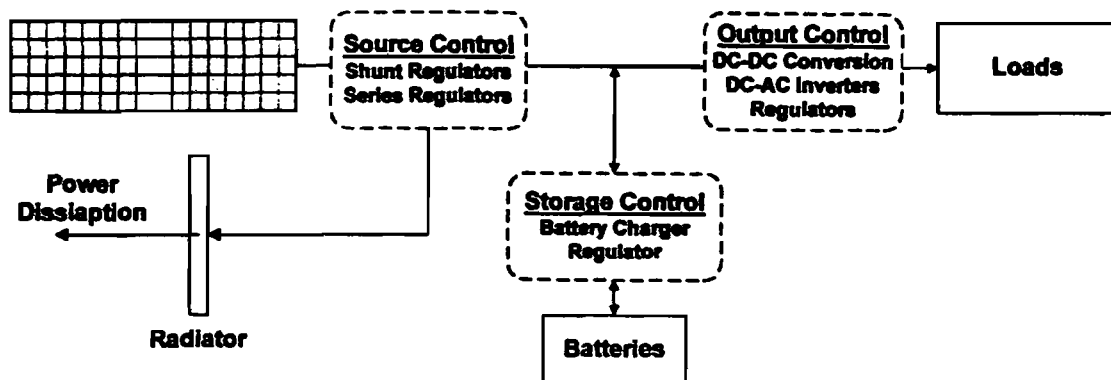 Source Control
Shunt Regulators
Series Regulators
Output Control
DC-DC Conversion
DC-AC Inverters
Regulators
Loads
Power
Dissiaption
Storage Control
Battery Charger
Regulator
Radiator
Batteries